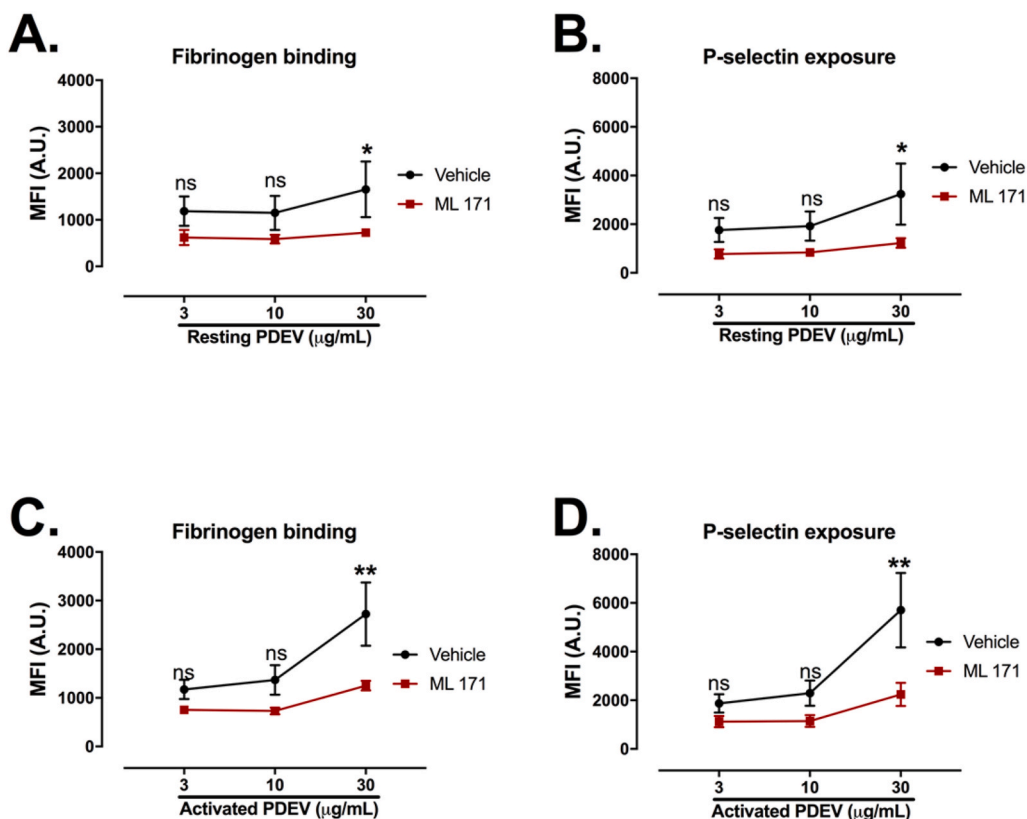 A.
Fibrinogen binding
4000
3000
2000
1000
0
MFI (A.U.)
ns
ns
*
Vehicle
ML 171
3
10
30
Resting PDEV (μg/mL)
B.
P-selectin exposure
8000
6000
4000
2000
0
MFI (A.U.)
ns
ns
*
Vehicle
ML 171
3
10
30
Resting PDEV (μg/mL)
C.
Fibrinogen binding
4000
3000
2000
1000
0
MFI (A.U.)
ns
ns
**
Vehicle
ML 171
3
10
30
Activated PDEV (μg/mL)
D.
P-selectin exposure
8000
6000
4000
2000
0
MFI (A.U.)
ns
ns
**
Vehicle
ML 171
3
10
30
Activated PDEV (μg/mL)